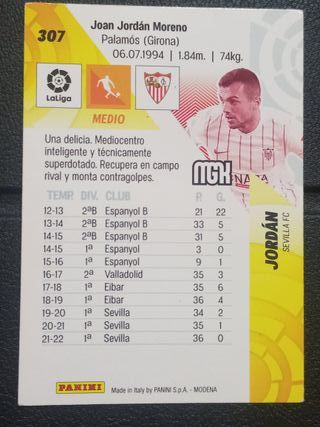 307
Joan Jordán Moreno
Palamós (Girona)
06.07.1994 | 1.84m. | 74kg.
LaLiga
MEDIO
Una delicia. Mediocentro
inteligente y técnicamente
superdotado. Recupera en campo
rival y monta contragolpes.
MGK
TEMP. DIV. CLUB P. G.
12-13 2ªB Espanyol B 21 22
13-14 2ªB Espanyol B 33 5
14-15 2ªB Espanyol B 31 5
14-15 1ª Espanyol 3 0
15-16 1ª Espanyol 9 1
16-17 2ª Valladolid 35 3
17-18 1ª Eibar 35 6
18-19 1ª Eibar 36 4
19-20 1ª Sevilla 34 2
20-21 1ª Sevilla 35 3
21-22 1ª Sevilla 36 0
JORDÁN
SEVILLA FC
PANINI
Made in Italy by PANINI S.p.A. - MODENA